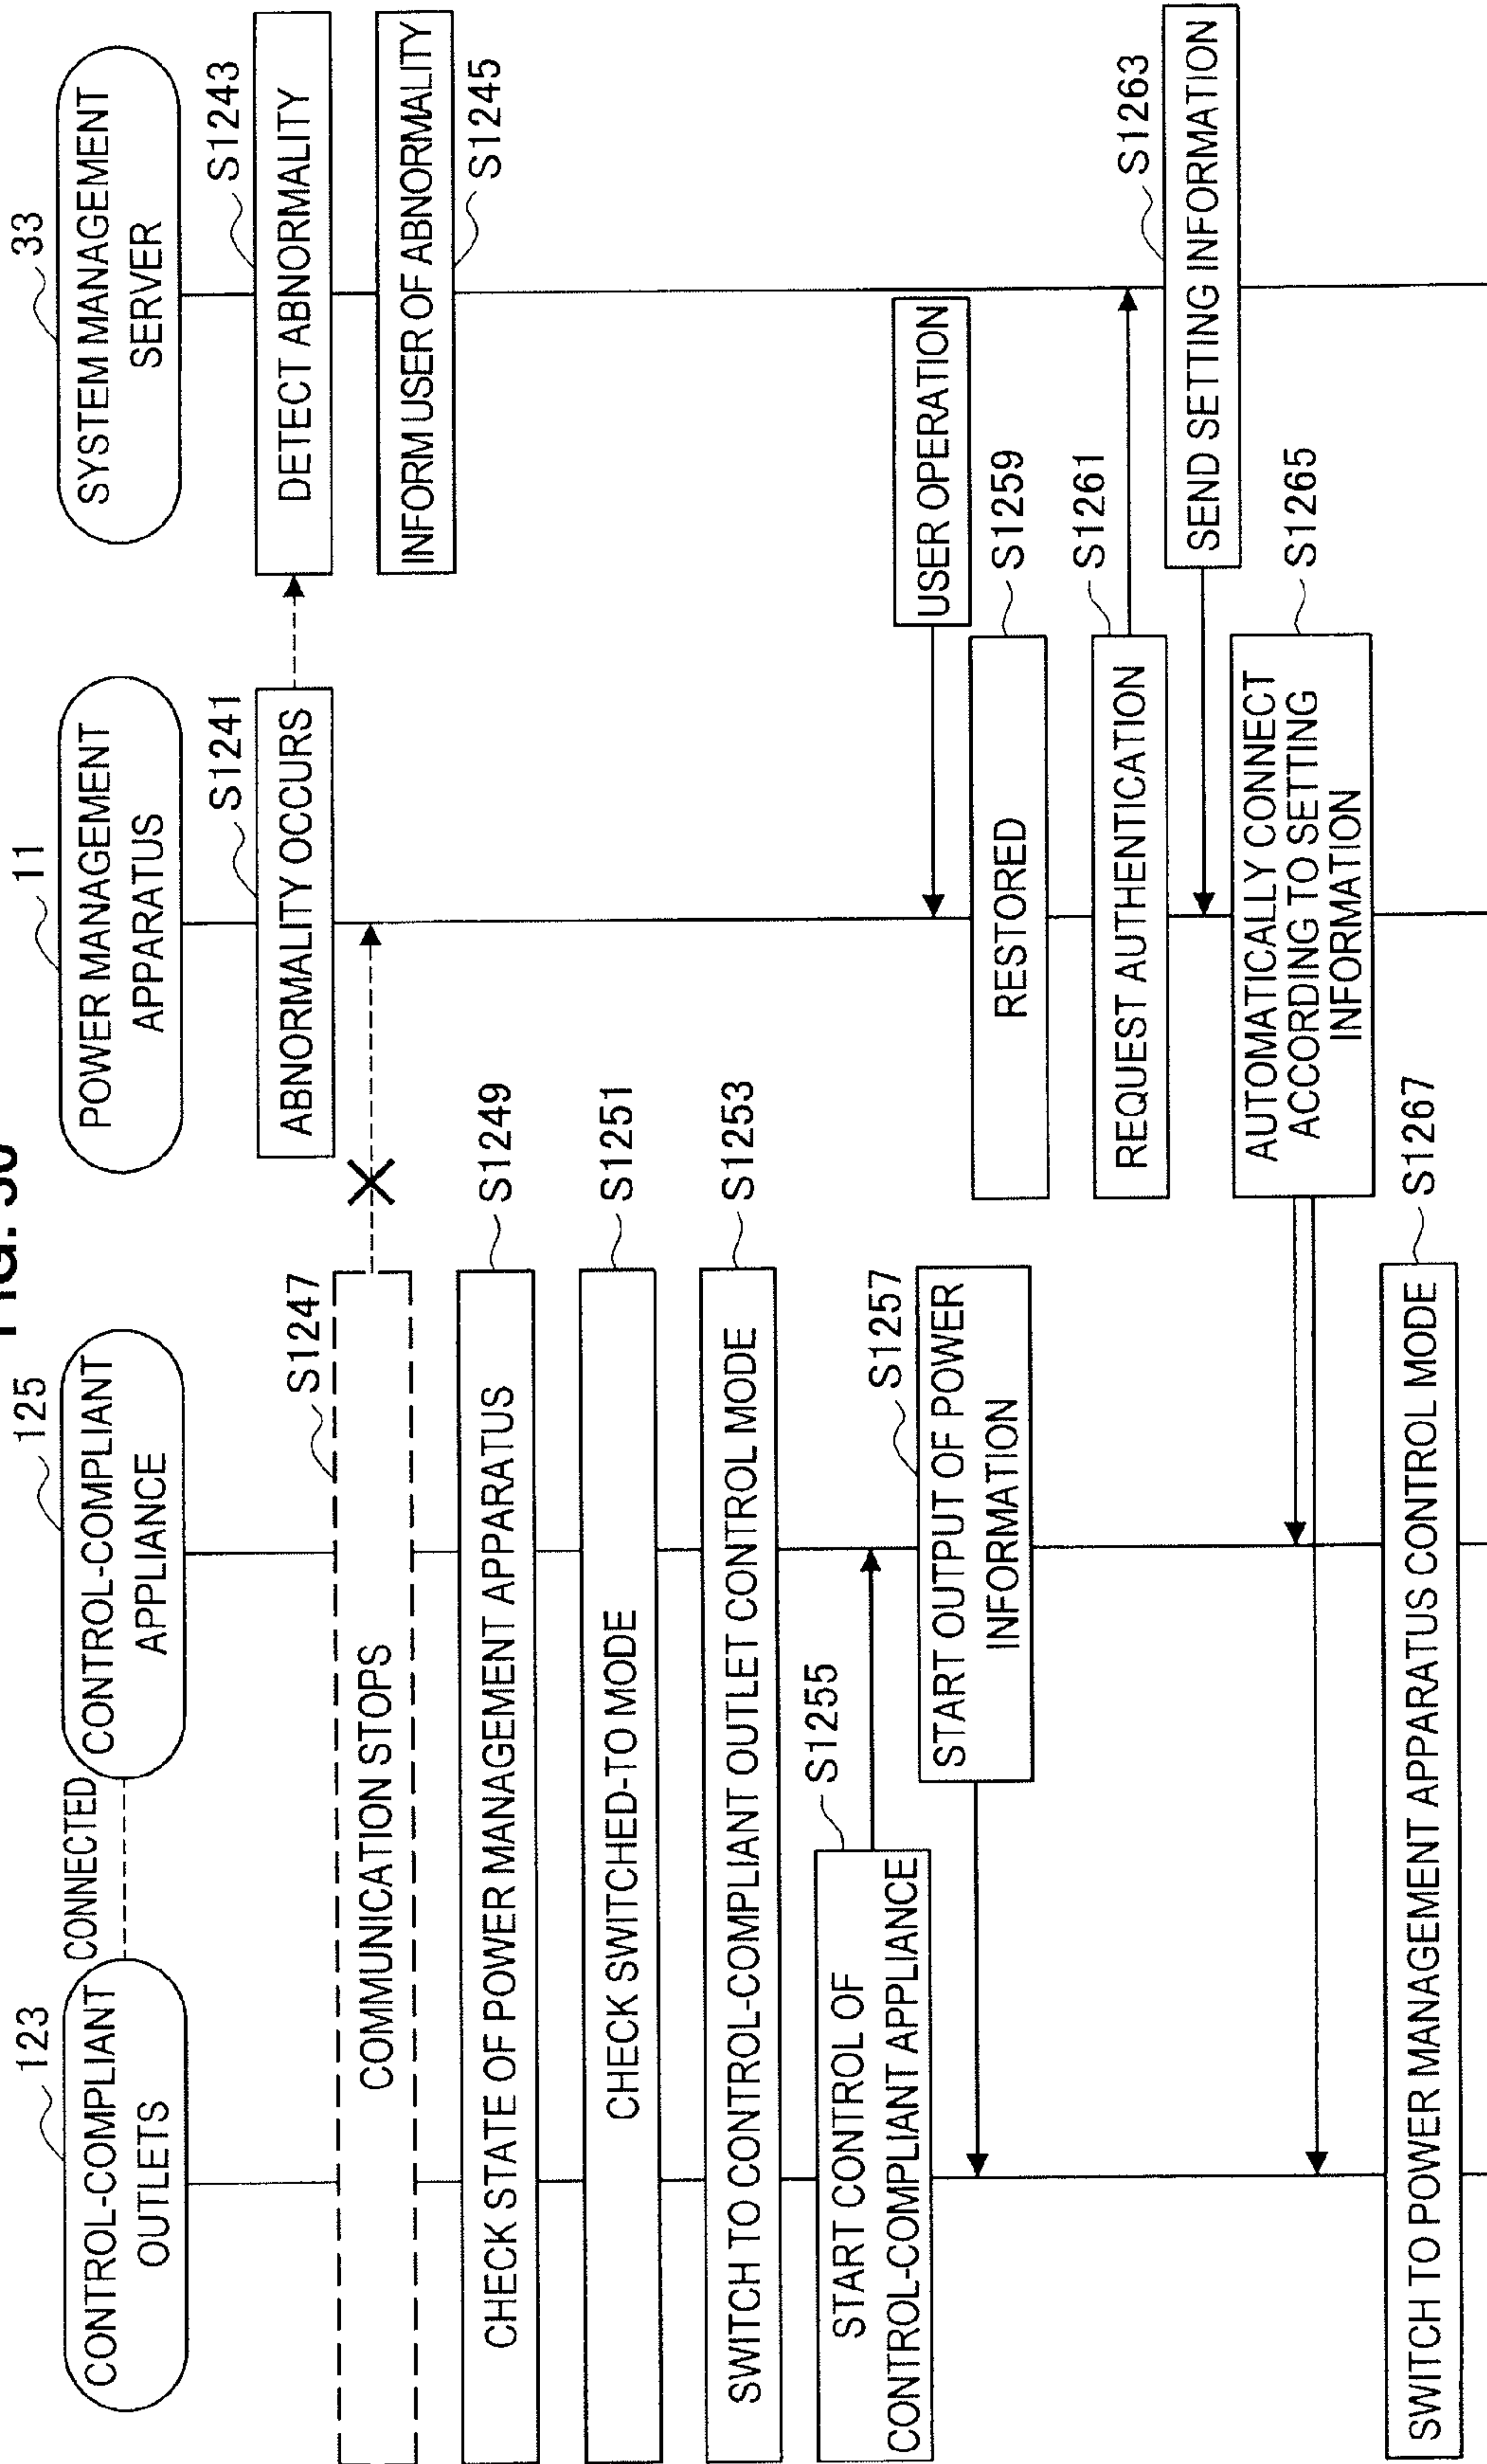 FIG.
123
CONTROL-COMPLIANT
OUTLETS
CONNECTED
125
CONTROL-COMPLIANT
APPLIANCE
11
POWER MANAGEMENT
APPARATUS
33
SYSTEM MANAGEMENT
SERVER
S1241
ABNORMALITY OCCURS
S1243
DETECT ABNORMALITY
S1247
COMMUNICATION STOPS
INFORM USER OF ABNORMALITY
S1245
CHECK STATE OF POWER MANAGEMENT APPARATUS
S1249
CHECK SWITCHED-TO MODE
S1251
SWITCH TO CONTROL-COMPLIANT OUTLET CONTROL MODE
S1253
S1255
START CONTROL OF
CONTROL-COMPLIANT APPLIANCE
S1257
START OUTPUT OF POWER
INFORMATION
USER OPERATION
RESTORED
S1259
REQUEST AUTHENTICATION
S1261
S1263
SEND SETTING INFORMATION
AUTOMATICALLY CONNECT
ACCORDING TO SETTING
INFORMATION
S1265
SWITCH TO POWER MANAGEMENT APPARATUS CONTROL MODE
S1267